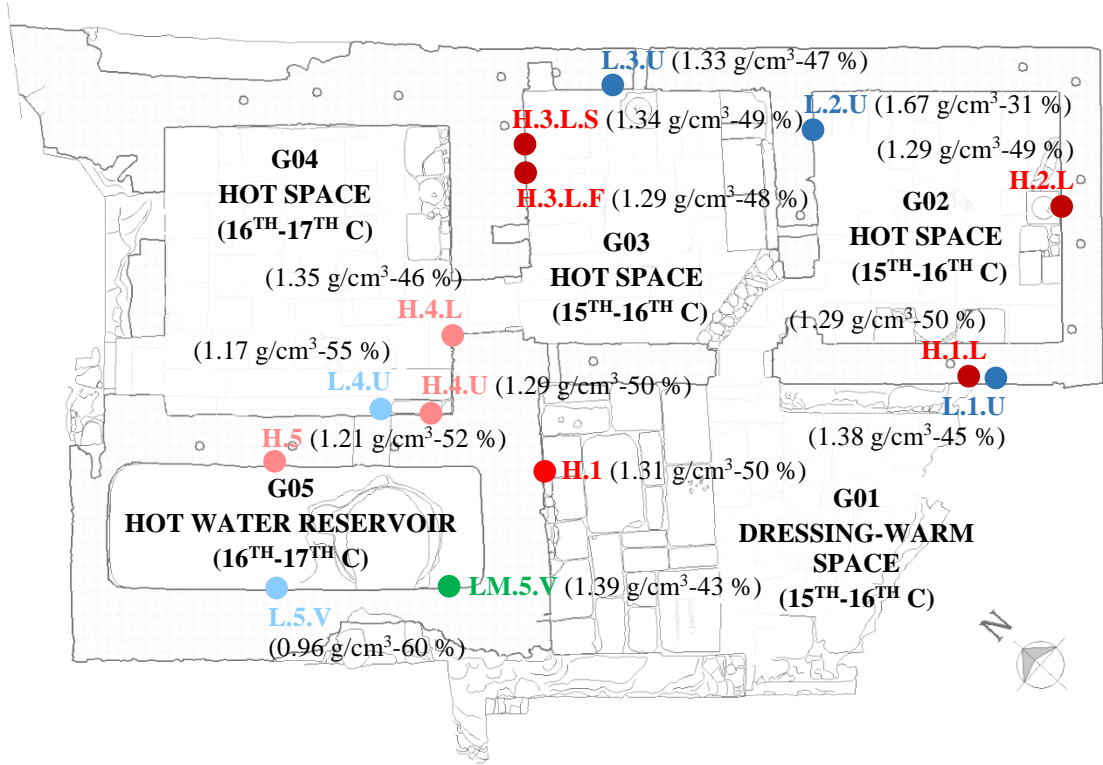 L.3.U (1.33 g/cm³-47 %)
H.3.L.S (1.34 g/cm³-49 %)
L.2.U (1.67 g/cm³-31 %)
(1.29 g/cm³-49 %)
H.2.L
H.3.L.F (1.29 g/cm³-48 %)
G04
HOT SPACE
(16TH-17TH C)
G03
HOT SPACE
(15TH-16TH C)
G02
HOT SPACE
(15TH-16TH C)
(1.35 g/cm³-46 %)
H.4.L
(1.29 g/cm³-50 %)
H.1.L
L.1.U
(1.38 g/cm³-45 %)
(1.17 g/cm³-55 %)
L.4.U
H.4.U (1.29 g/cm³-50 %)
H.5 (1.21 g/cm³-52 %)
H.1 (1.31 g/cm³-50 %)
G05
HOT WATER RESERVOIR
(16TH-17TH C)
G01
DRESSING-WARM
SPACE
(15TH-16TH C)
LM.5.V (1.39 g/cm³-43 %)
L.5.V
(0.96 g/cm³-60 %)
N